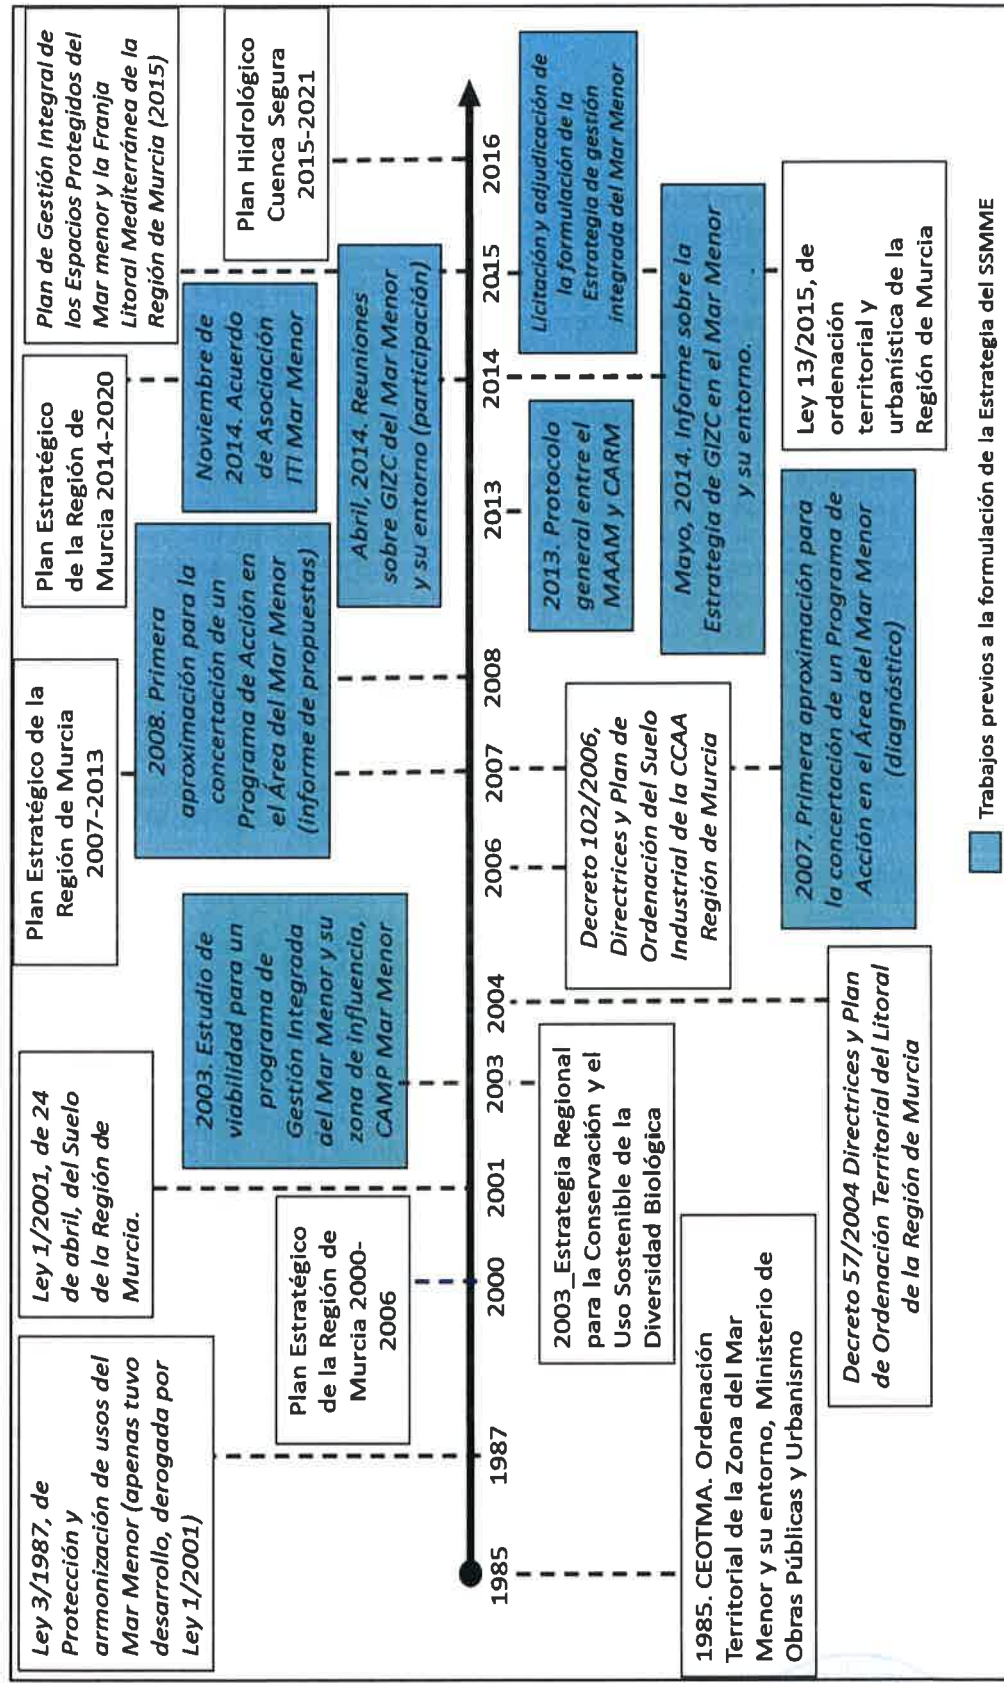 Ley 3/1987, de
Protección y
armonización de usos del
Mar Menor (apenas tuvo
desarrollo, derogada por
Ley 1/2001)
Ley 1/2001, de 24
de abril, del Suelo
de la Región de
Murcia.
Plan Estratégico de la
Región de Murcia
2007-2013
Plan Estratégico
de la Región de
Murcia 2014-2020
Plan de Gestión Integral de
los Espacios Protegidos del
Mar menor y la Franja
Litoral Mediterránea de la
Región de Murcia (2015)
Plan Estratégico
de la Región de
Murcia 2000-
2006
2003. Estudio de
viabilidad para un
programa de
Gestión Integrada
del Mar Menor y su
zona de influencia,
CAMP Mar Menor
2008. Primera
aproximación para la
concertación de un
Programa de Acción en
el Área del Mar Menor
(informe de propuestas)
Noviembre de
2014. Acuerdo
de Asociación
ITI Mar Menor
Abril, 2014. Reuniones
sobre GIZC del Mar Menor
y su entorno (participación)
Plan Hidrológico
Cuenca Segura
2015-2021
1985
1987
2000
2001
2003
2004
2006
2007
2008
2013
2014
2015
2016
1985. CEOTMA. Ordenación
Territorial de la Zona del Mar
Menor y su entorno, Ministerio de
Obras Públicas y Urbanismo
2003_Estrategia Regional
para la Conservación y el
Uso Sostenible de la
Diversidad Biológica
Decreto 57/2004 Directrices y Plan
de Ordenación Territorial del Litoral
de la Región de Murcia
Decreto 102/2006,
Directrices y Plan de
Ordenación del Suelo
Industrial de la CCAA
Región de Murcia
2007. Primera aproximación para
la concertación de un Programa de
Acción en el Área del Mar Menor
(diagnóstico)
2013. Protocolo
general entre el
MAAM y CARM
Mayo, 2014. Informe sobre la
Estrategia de GIZC en el Mar Menor
y su entorno.
Licitación y adjudicación de
la formulación de la
Estrategia de gestión
integrada del Mar Menor
Ley 13/2015, de
ordenación
territorial y
urbanística de la
Región de Murcia
Trabajos previos a la formulación de la Estrategia del SSMME